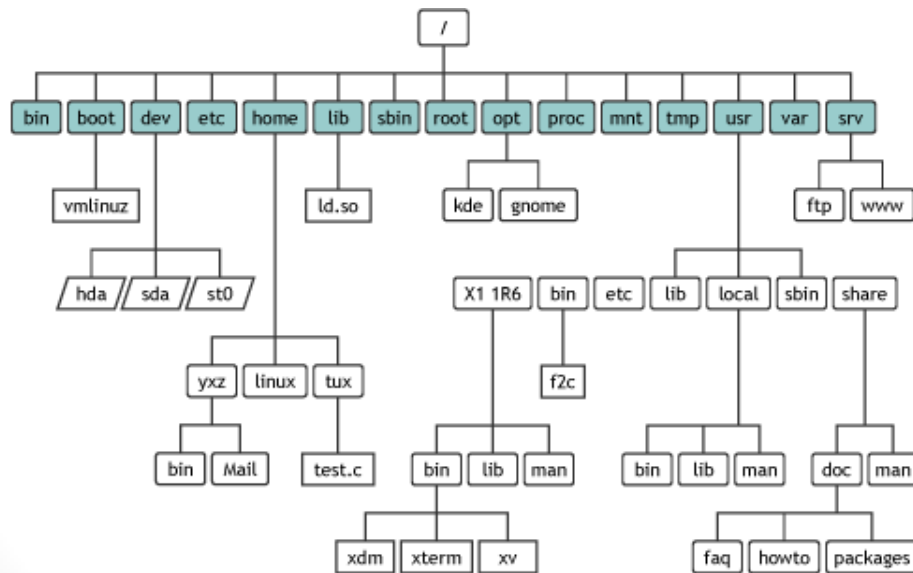 /
bin boot dev etc home lib sbin root opt proc mnt tmp usr var srv
vmlinuz ld.so kde gnome ftp www
hda sda st0 X1 1R6 bin etc lib local sbin share
yxz linux tux f2c
bin Mail test.c bin lib man bin lib man doc man
xdm xterm xv faq howto packages